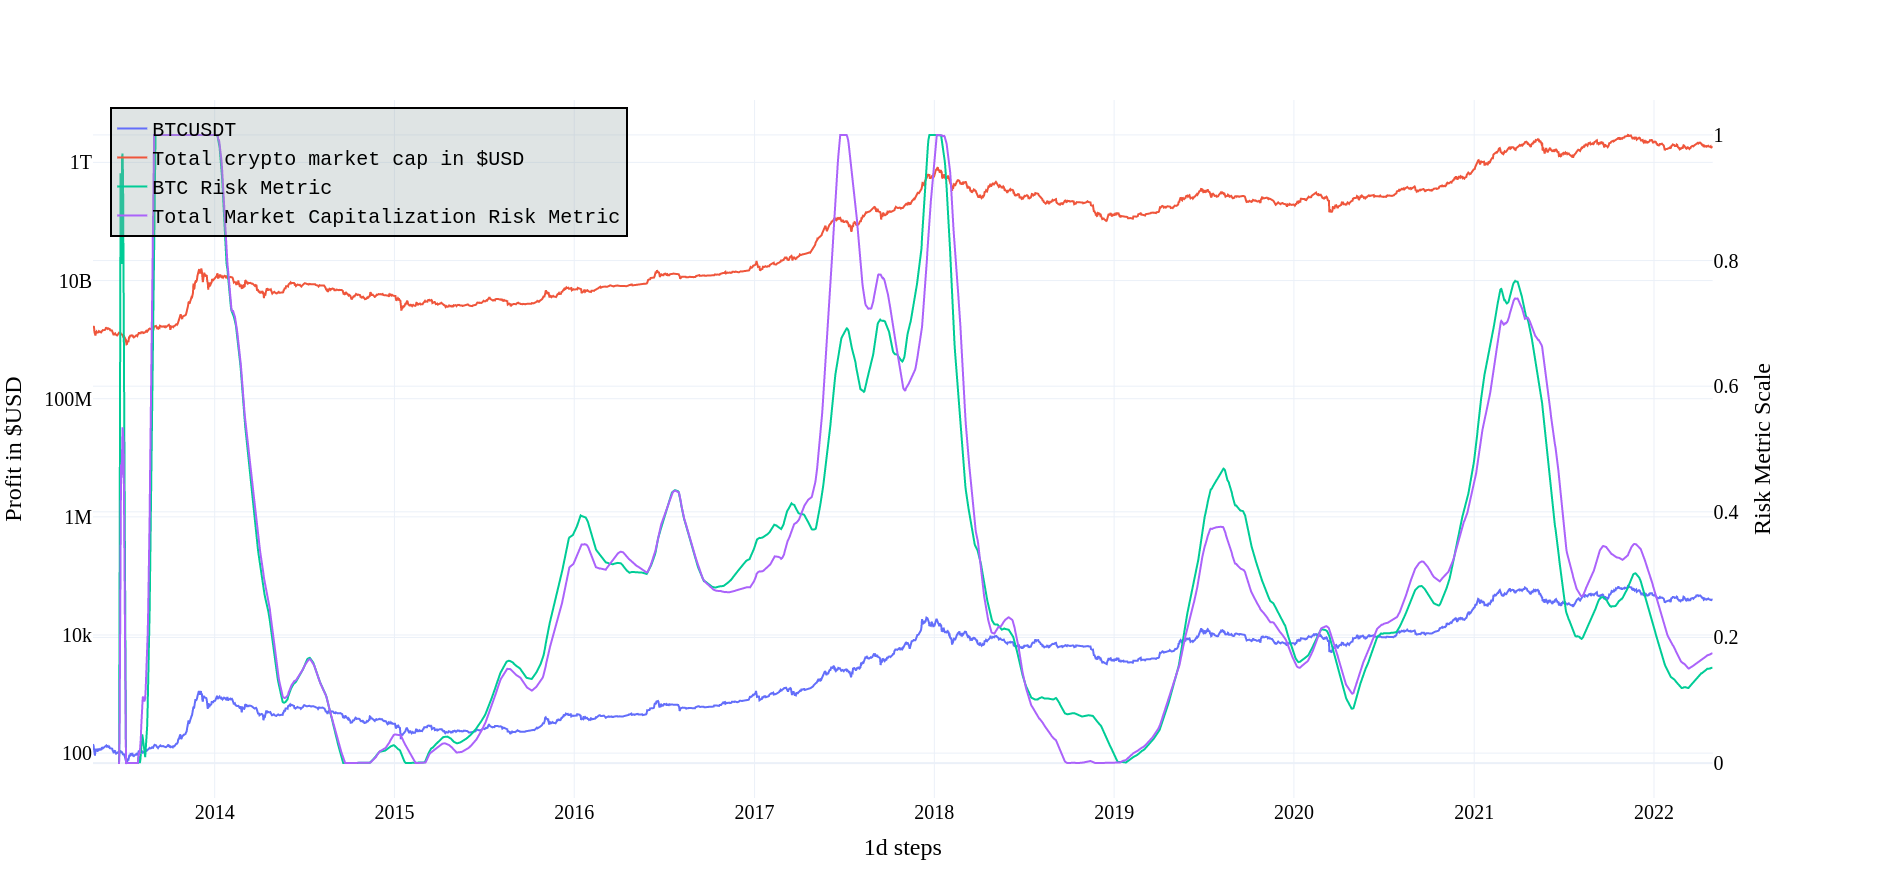 BTCUSDT
Total crypto market cap in $USD
BTC Risk Metric
Total Market Capitalization Risk Metric
1T
10B
100M
1M
10k
100
Profit in $USD
1
0.8
0.6
0.4
0.2
0
Risk Metric Scale
2014
2015
2016
2017
2018
2019
2020
2021
2022
1d steps